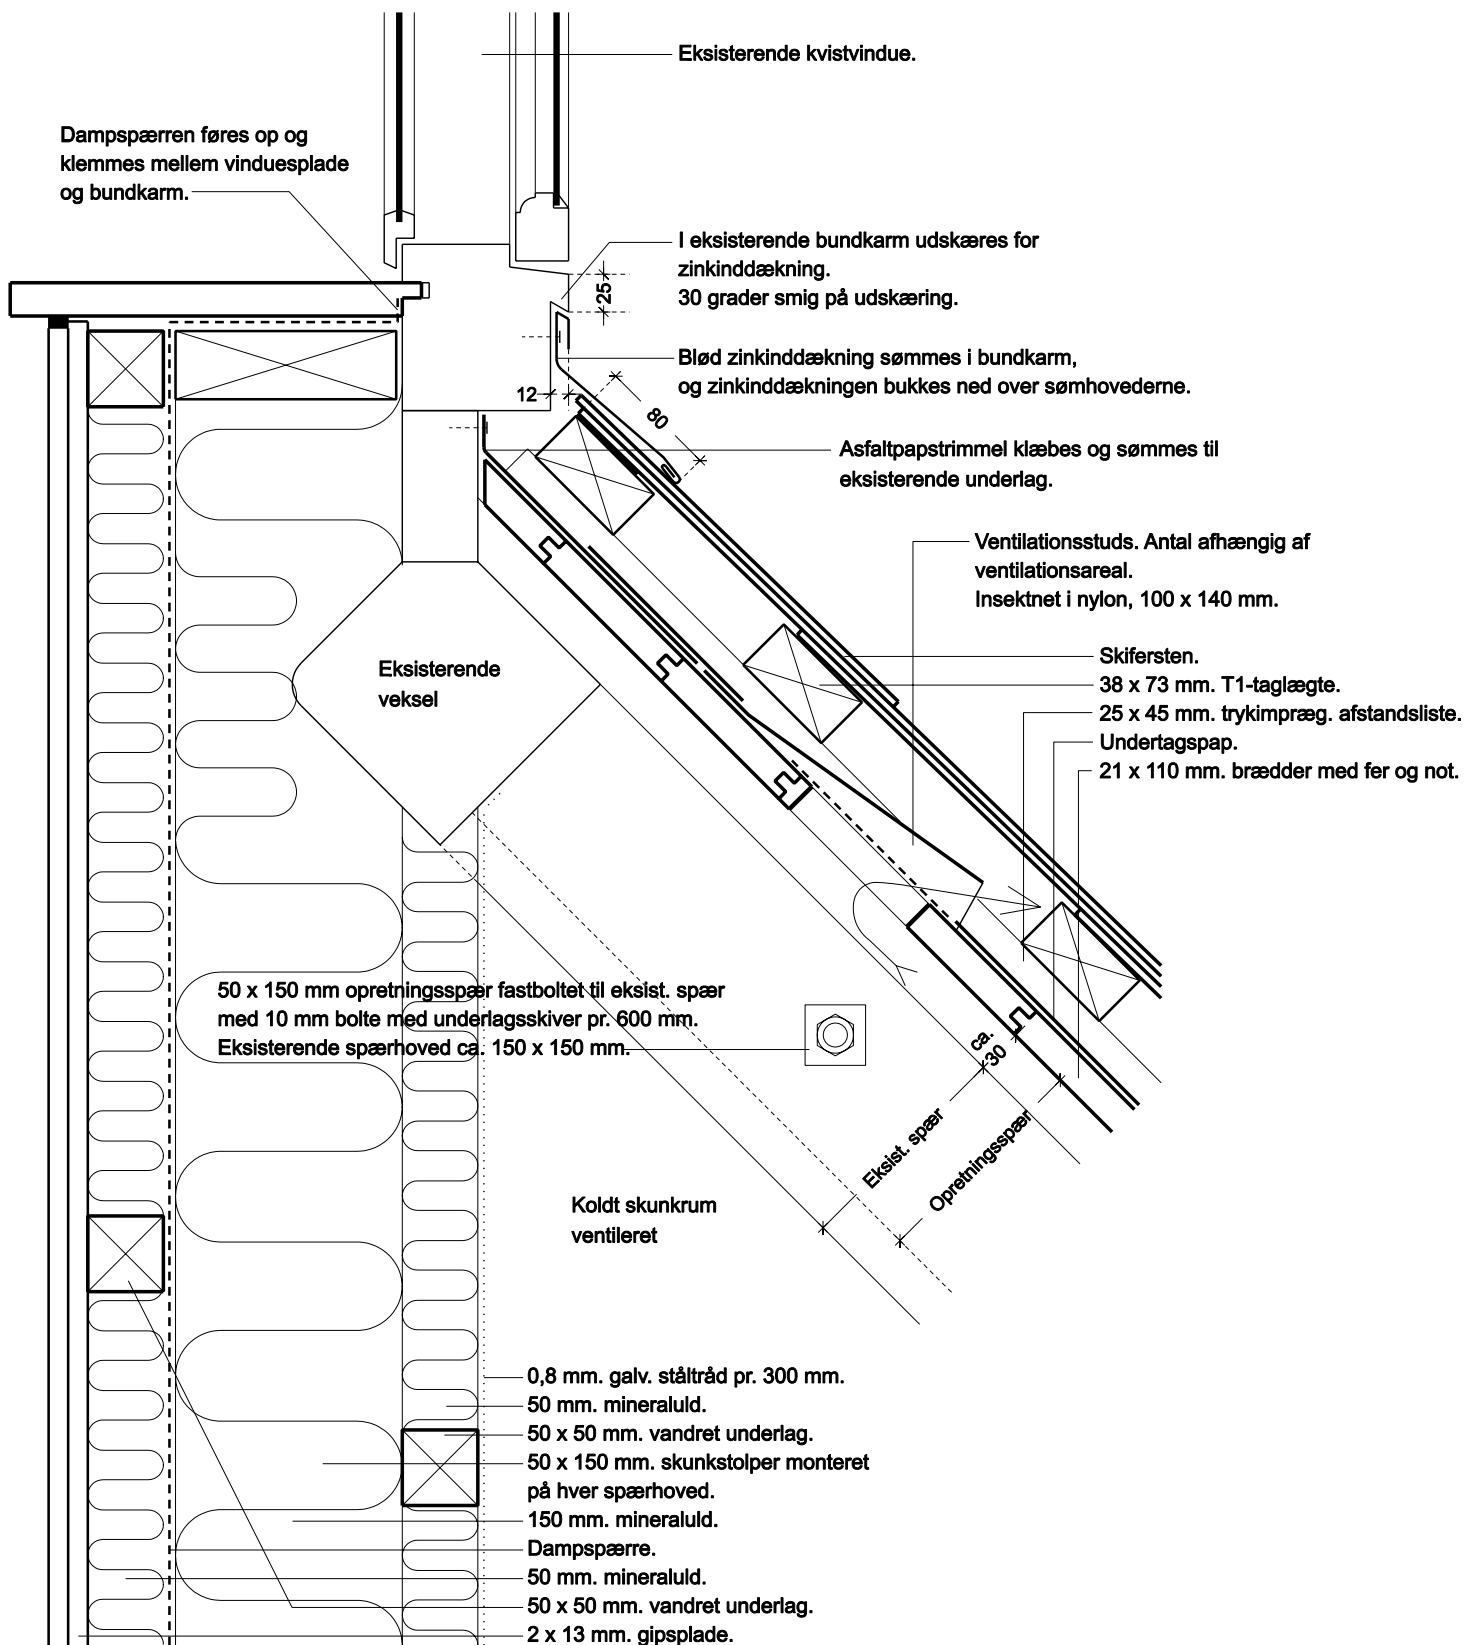 Eksisterende kvistvindue.
Dampspærren føres op og
klemmes mellem vinduesplade
og bundkarm.
I eksisterende bundkarm udskæres for
zinkinddækning.
30 grader smig på udskæring.
25
Blød zinkinddækning sømmes i bundkarm,
og zinkinddækningen bukkes ned over sømhovederne.
12
80
Asfaltpapstrimmel klæbes og sømmes til
eksisterende underlag.
Ventilationsstuds. Antal afhængig af
ventilationsareal.
Insektnet i nylon, 100 x 140 mm.
Eksisterende
veksel
Skifersten.
38 x 73 mm. T1-taglægte.
25 x 45 mm. trykimpræg. afstandsliste.
Undertagspap.
21 x 110 mm. brædder med fer og not.
50 x 150 mm opretningsspær fastboltet til eksist. spær
med 10 mm bolte med underlagsskiver pr. 600 mm.
Eksisterende spærhoved ca. 150 x 150 mm.
ca.
30
Eksist. spær
Opretningsspær
Koldt skunkrum
ventileret
0,8 mm. galv. ståltråd pr. 300 mm.
50 mm. mineraluld.
50 x 50 mm. vandret underlag.
50 x 150 mm. skunkstolper monteret
på hver spærhoved.
150 mm. mineraluld.
Dampspærre.
50 mm. mineraluld.
50 x 50 mm. vandret underlag.
2 x 13 mm. gipsplade.